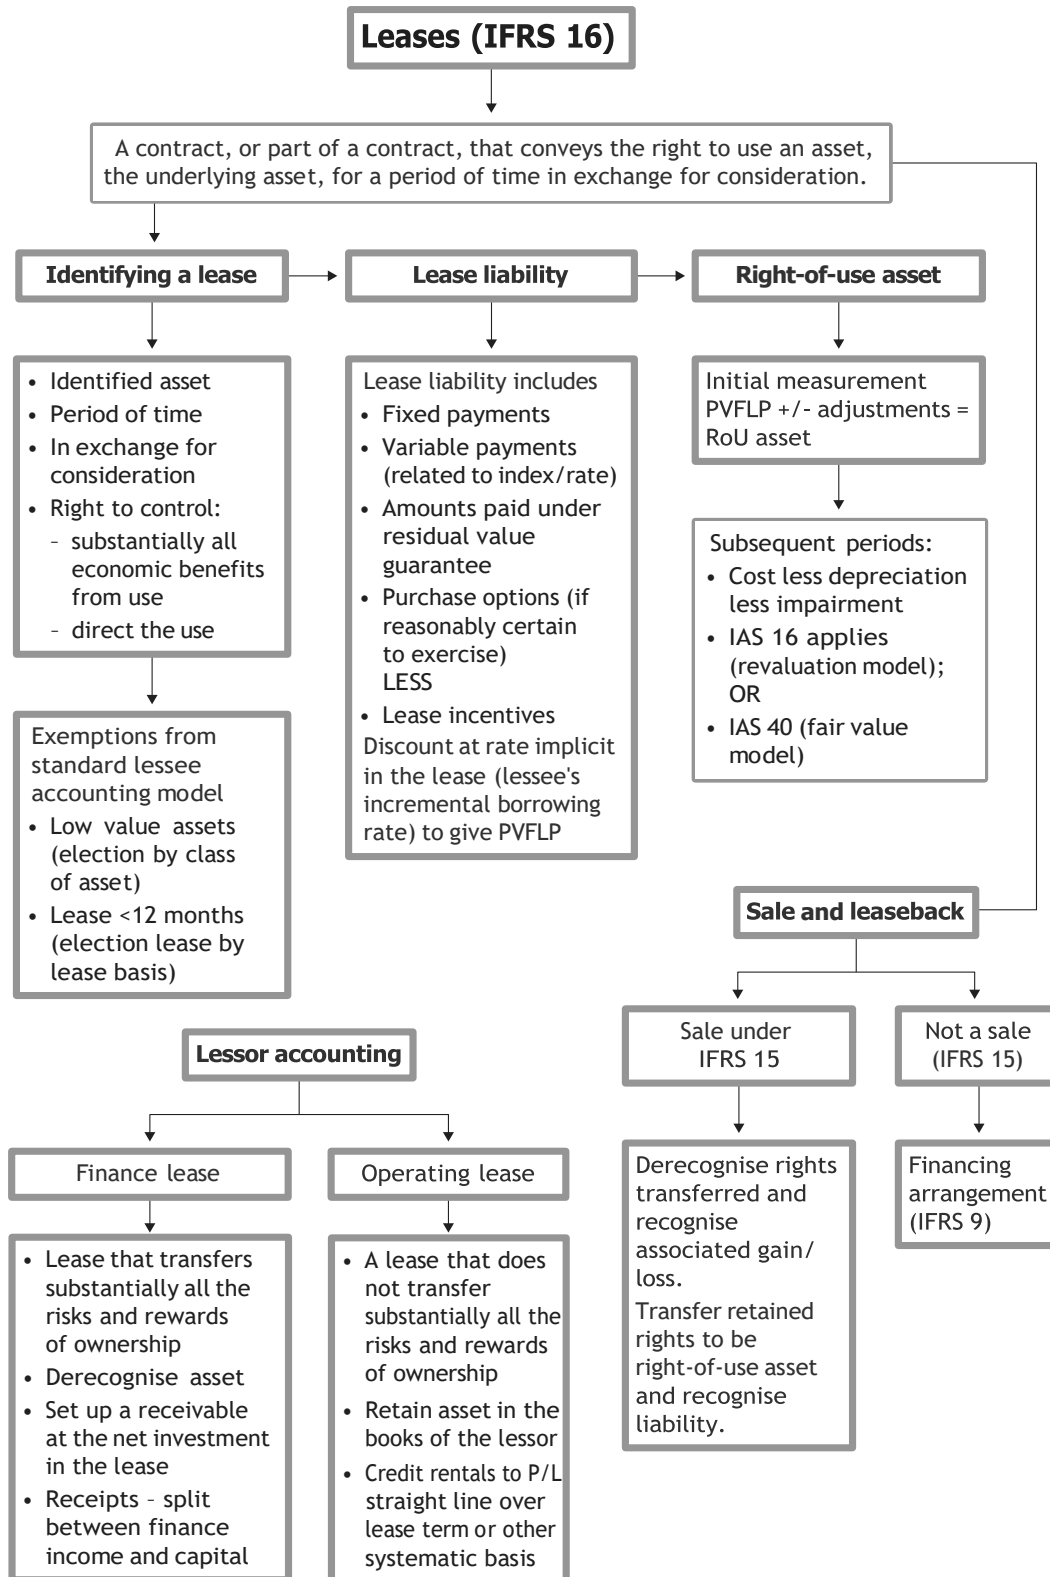 Leases (IFRS 16)
A contract, or part of a contract, that conveys the right to use an asset,
the underlying asset, for a period of time in exchange for consideration.
Identifying a lease
Lease liability
Right-of-use asset
• Identified asset
• Period of time
• In exchange for
consideration
• Right to control:
– substantially all
economic benefits
from use
– direct the use
Exemptions from
standard lessee
accounting model
• Low value assets
(election by class
of asset)
• Lease <12 months
(election lease by
lease basis)
Lease liability includes
• Fixed payments
• Variable payments
(related to index/rate)
• Amounts paid under
residual value
guarantee
• Purchase options (if
reasonably certain
to exercise)
LESS
• Lease incentives
Discount at rate implicit
in the lease (lessee's
incremental borrowing
rate) to give PVFLP
Initial measurement
PVFLP +/- adjustments =
RoU asset
Subsequent periods:
• Cost less depreciation
less impairment
• IAS 16 applies
(revaluation model);
OR
• IAS 40 (fair value
model)
Sale and leaseback
Sale under
IFRS 15
Not a sale
(IFRS 15)
Derecognise rights
transferred and
recognise
associated gain/
loss.
Transfer retained
rights to be
right-of-use asset
and recognise
liability.
Financing
arrangement
(IFRS 9)
Lessor accounting
Finance lease
Operating lease
• Lease that transfers
substantially all the
risks and rewards
of ownership
• Derecognise asset
• Set up a receivable
at the net investment
in the lease
• Receipts – split
between finance
income and capital
• A lease that does
not transfer
substantially all the
risks and rewards
of ownership
• Retain asset in the
books of the lessor
• Credit rentals to P/L
straight line over
lease term or other
systematic basis